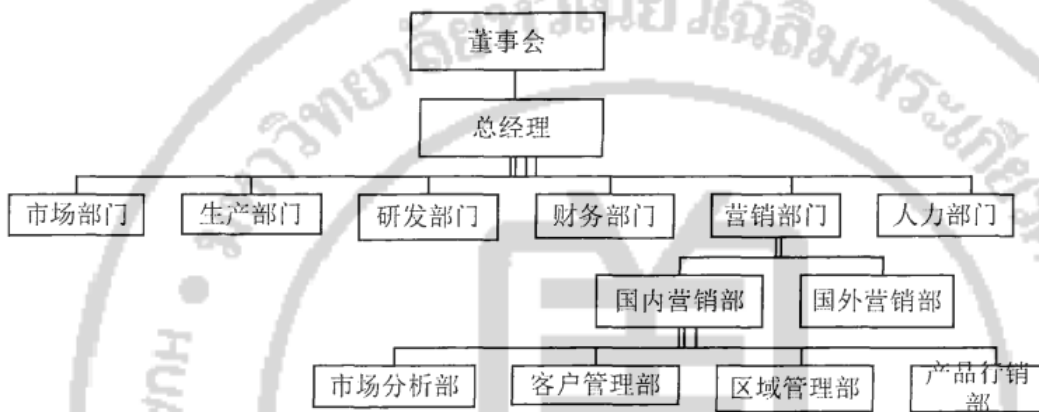 董事会
总经理
市场部门
生产部门
研发部门
财务部门
营销部门
人力部门
国内营销部
国外营销部
市场分析部
客户管理部
区域管理部
产品行销
部